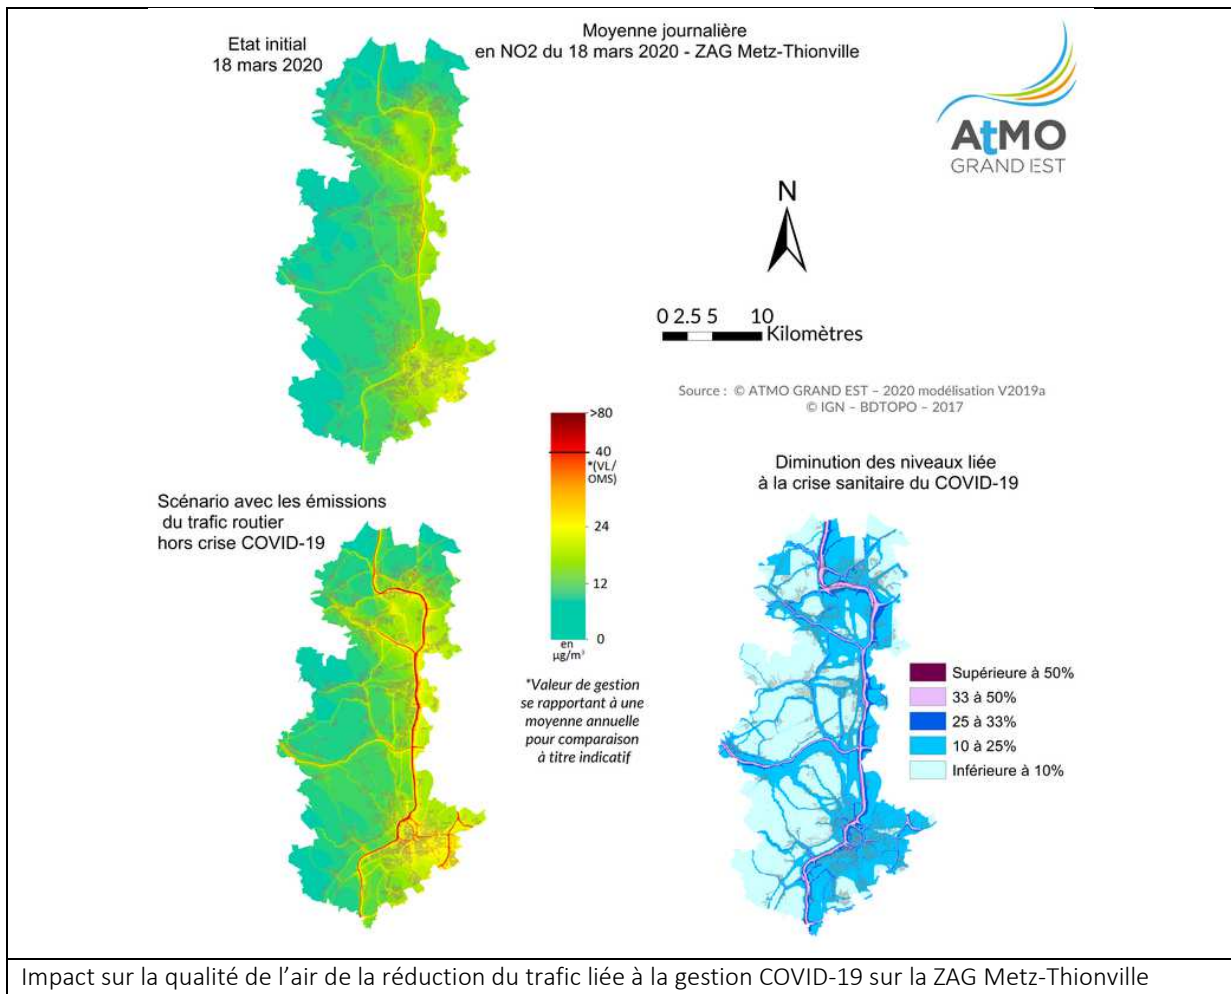 Etat initial
18 mars 2020
Moyenne journalière
en NO2 du 18 mars 2020 - ZAG Metz-Thionville
AtMO
GRAND EST
N
0 2.5 5 10
Kilomètres
Source : © ATMO GRAND EST – 2020 modélisation V2019a
© IGN – BDTOPO – 2017
>80
40
*(VL/
OMS)
24
12
0
en
µg/m³
*Valeur de gestion
se rapportant à une
moyenne annuelle
pour comparaison
à titre indicatif
Scénario avec les émissions
du trafic routier
hors crise COVID-19
Diminution des niveaux liée
à la crise sanitaire du COVID-19
Supérieure à 50%
33 à 50%
25 à 33%
10 à 25%
Inférieure à 10%
Impact sur la qualité de l’air de la réduction du trafic liée à la gestion COVID-19 sur la ZAG Metz-Thionville